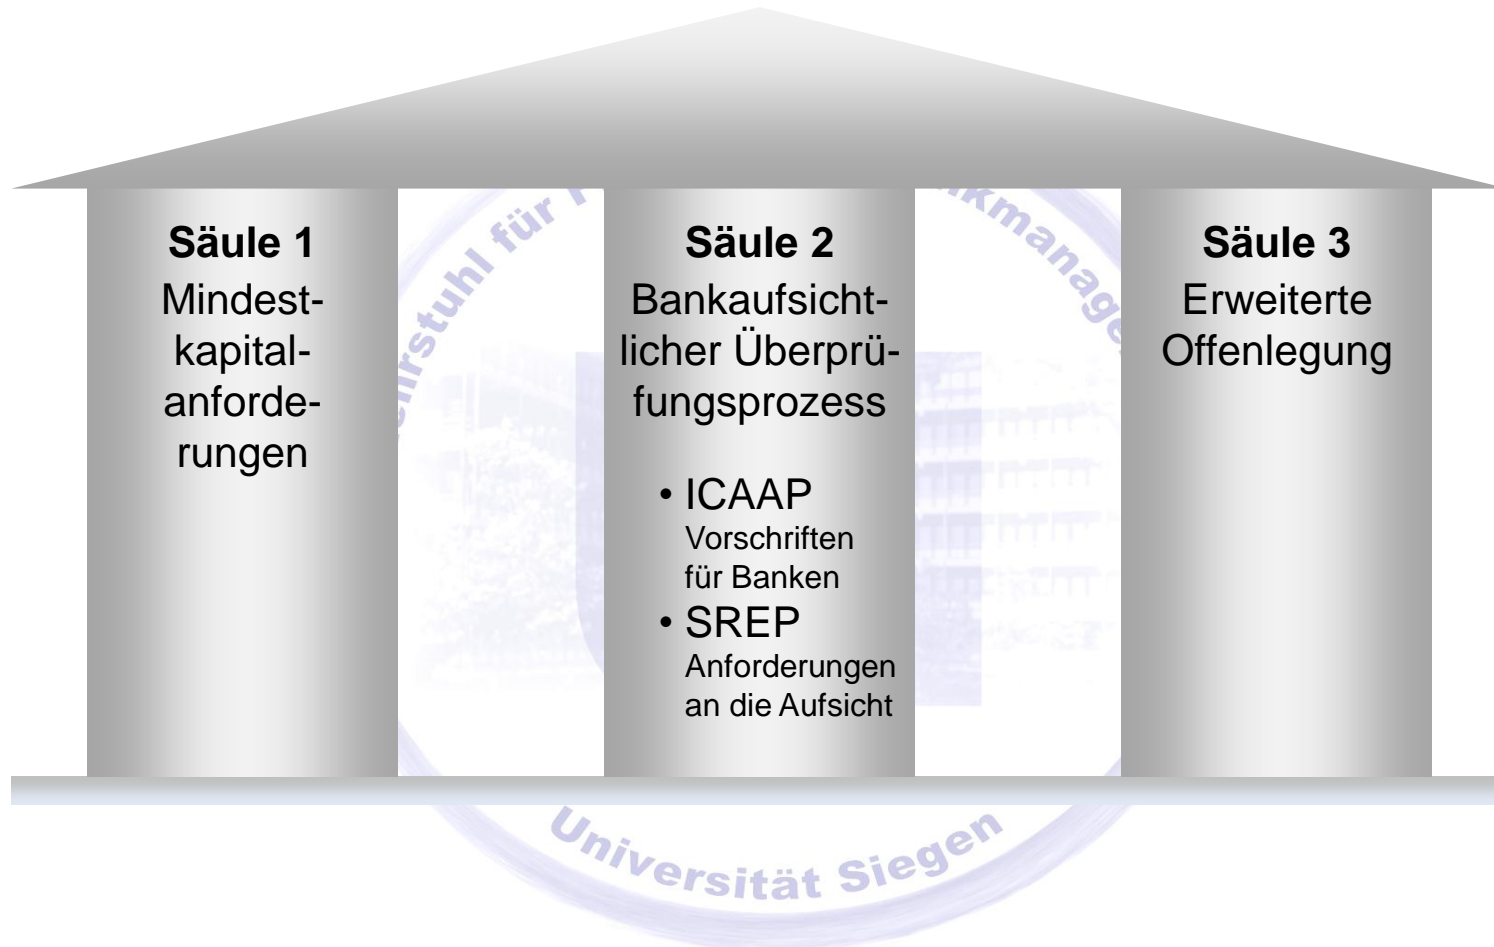 Säule 1
Mindest-
kapital-
anforde-
rungen
Säule 2
Bankaufsicht-
licher Überprü-
fungsprozess
• ICAAP
Vorschriften
für Banken
• SREP
Anforderungen
an die Aufsicht
Säule 3
Erweiterte
Offenlegung
für
Universität Siegen